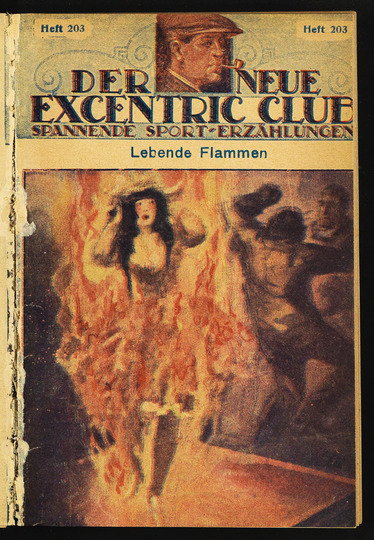 Heft 203
Heft 203
DER NEUE
EXCENTRIC CLUB
SPANNENDE SPORT-ERZÄHLUNGEN
Lebende Flammen